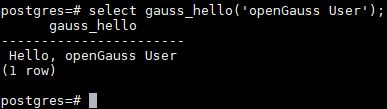 postgres=# select gauss_hello('openGauss User');
      gauss_hello
-----------------------
 Hello, openGauss User
(1 row)

postgres=#